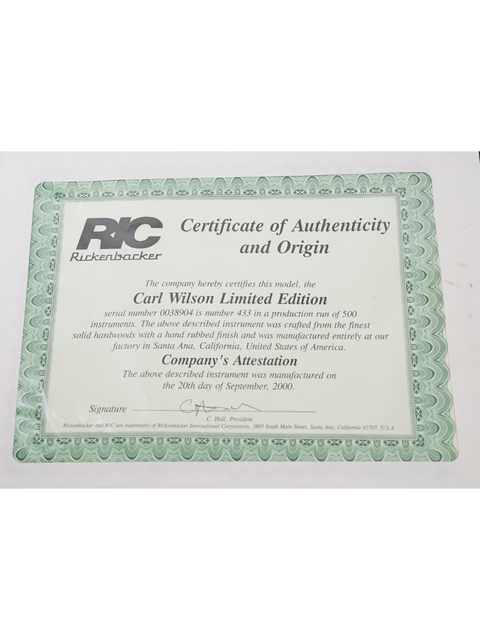 RIC
Rickenbacker
Certificate of Authenticity
and Origin
The company hereby certifies this model, the
Carl Wilson Limited Edition
serial number 0038904 is number 433 in a production run of 500
instruments. The above described instrument was crafted from the finest
solid hardwoods with a hand rubbed finish and was manufactured entirely at our
factory in Santa Ana, California, United States of America.
Company's Attestation
The above described instrument was manufactured on
the 20th day of September, 2000.
Signature
C. Hall, President
Rickenbacker and RIC are trademarks of Rickenbacker International Corporation, 3895 South Main Street, Santa Ana, California 92707, U.S.A.